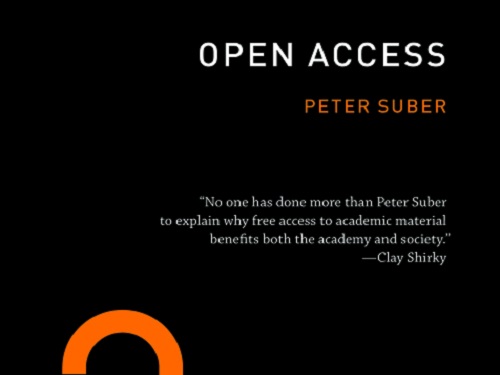 OPEN ACCESS
PETER SUBER
“No one has done more than Peter Suber
to explain why free access to academic material
benefits both the academy and society.”
—Clay Shirky